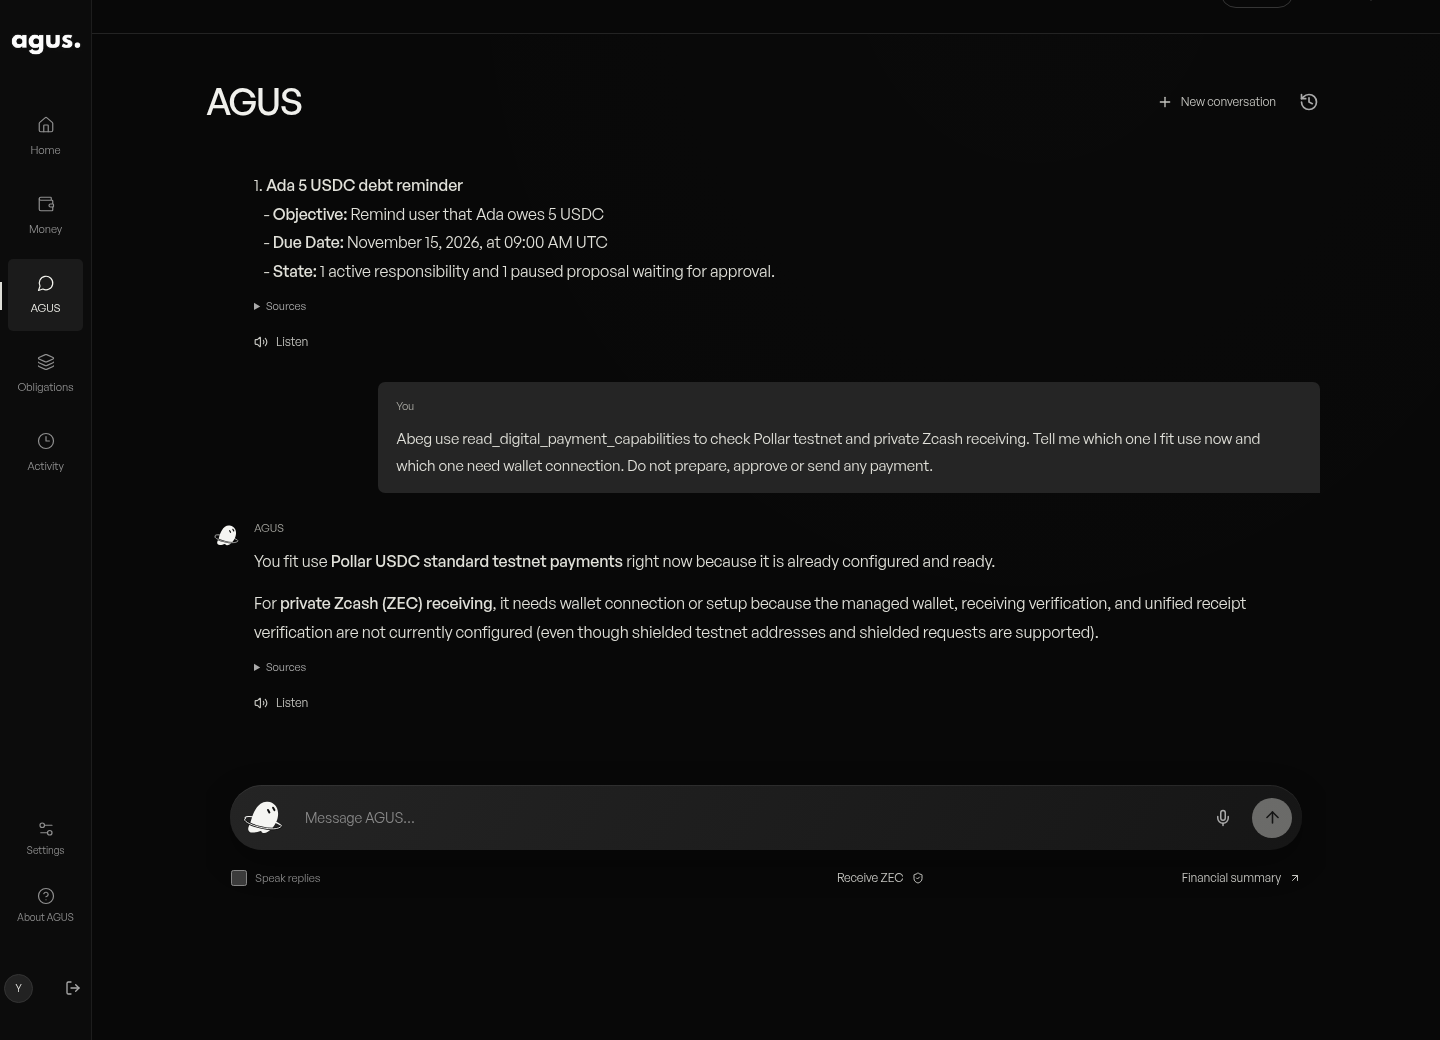 agus.
Home
Money
AGUS
Obligations
Activity
Settings
About AGUS
Y
AGUS
New conversation
1. Ada 5 USDC debt reminder
- Objective: Remind user that Ada owes 5 USDC
- Due Date: November 15, 2026, at 09:00 AM UTC
- State: 1 active responsibility and 1 paused proposal waiting for approval.
Sources
Listen
You
Abeg use read_digital_payment_capabilities to check Pollar testnet and private Zcash receiving. Tell me which one I fit use now and
which one need wallet connection. Do not prepare, approve or send any payment.
AGUS
You fit use Pollar USDC standard testnet payments right now because it is already configured and ready.
For private Zcash (ZEC) receiving, it needs wallet connection or setup because the managed wallet, receiving verification, and unified receipt
verification are not currently configured (even though shielded testnet addresses and shielded requests are supported).
Sources
Listen
Message AGUS...
Speak replies
Receive ZEC
Financial summary